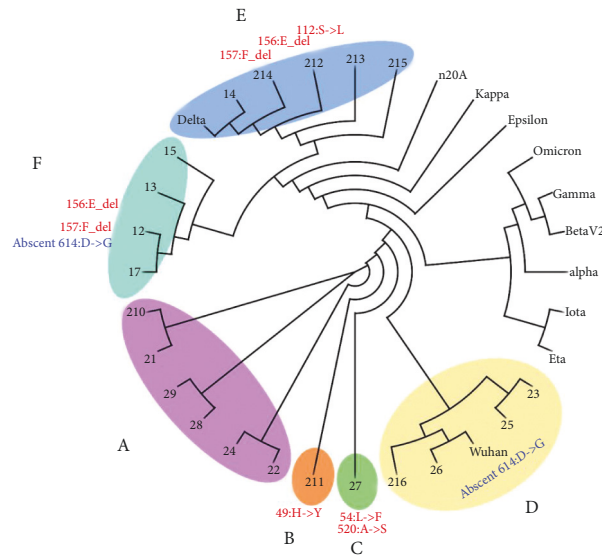 E
112:S->L
156:E_del
157:F_del
212
213
215
214
14
Delta
n20A
Kappa
Epsilon
Omicron
Gamma
BetaV2
alpha
Iota
Eta
F
15
13
156:E_del
157:F_del
12
Abscent 614:D->G
17
210
21
29
28
24
22
A
211
49:H->Y
B
27
54:L->F
520:A->S
C
23
25
Wuhan
26
216
Abscent 614:D->G
D